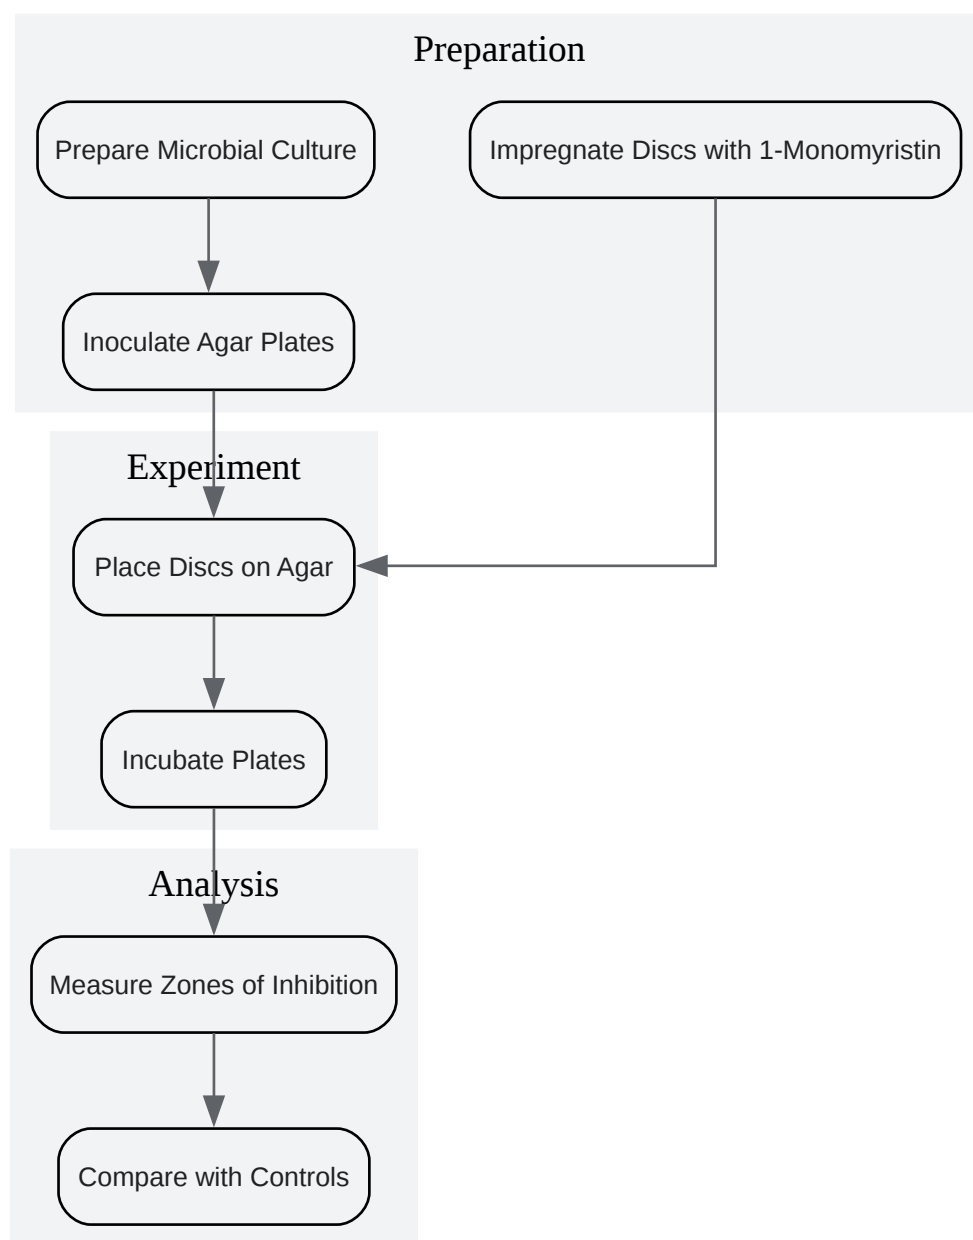 Preparation
Prepare Microbial Culture
Impregnate Discs with 1-Monomyristin
Inoculate Agar Plates
Experiment
Place Discs on Agar
Incubate Plates
Analysis
Measure Zones of Inhibition
Compare with Controls